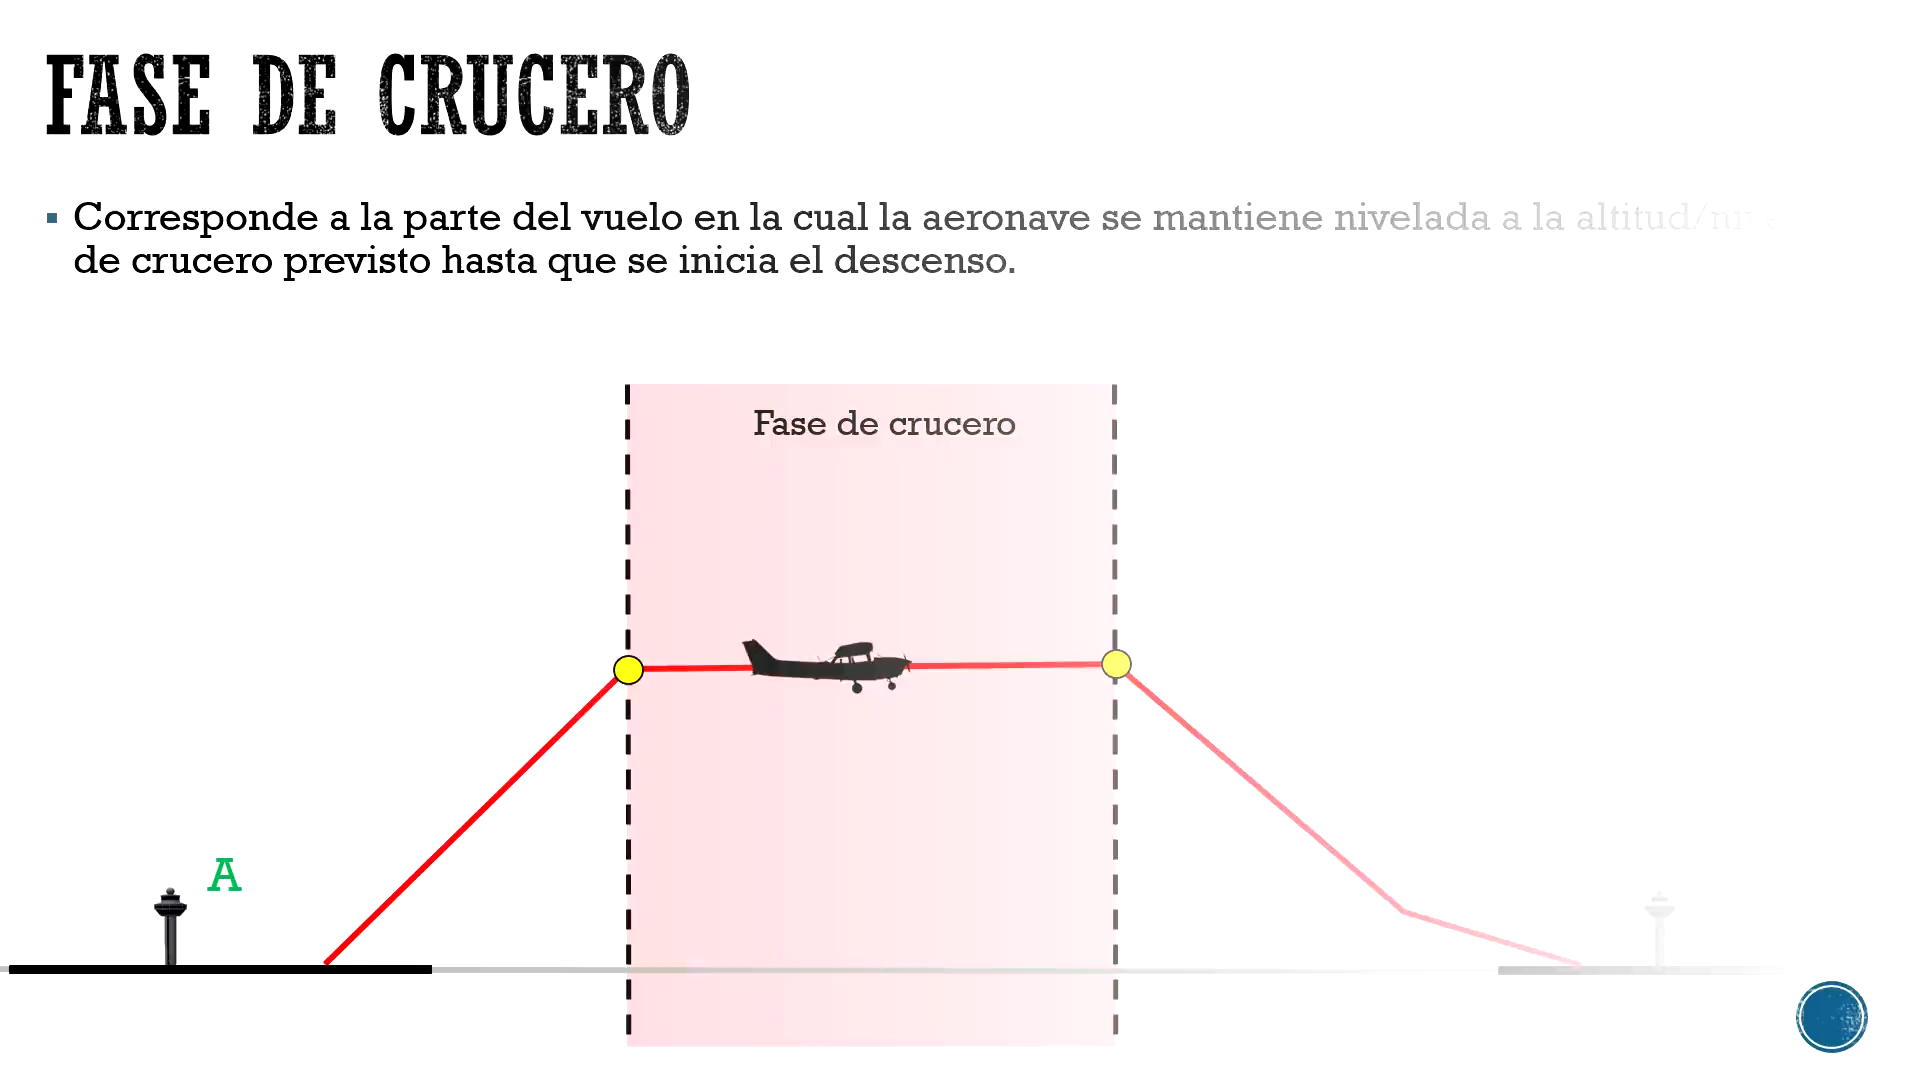 FASE DE CRUCERO
Corresponde a la parte del vuelo en la cual la aeronave se mantiene nivelada a la
de crucero previsto hasta que se inicia el descenso.
Fase de crucero
A